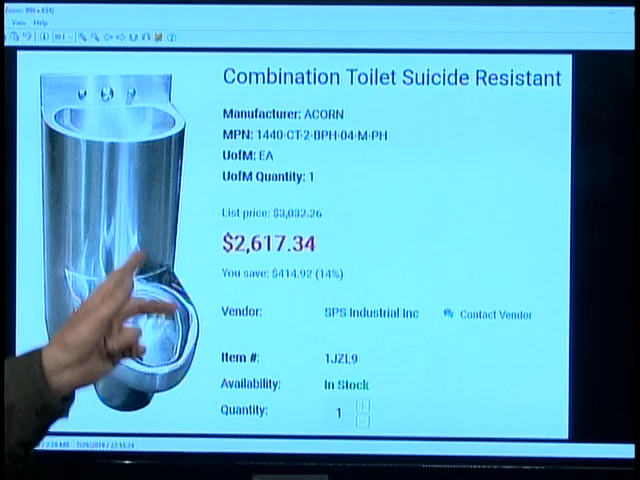 View Help
Combination Toilet Suicide Resistant
Manufacturer: ACORN
MPN: 1440-CT-2-BPH-04-M-PH
UofM: EA
UofM Quantity: 1
List price: $3,032.26
$2,617.34
You save: $414.92 (14%)
Vendor: SPS Industrial Inc Contact Vendor
Item #: 1JZL9
Availability: In Stock
Quantity: 1